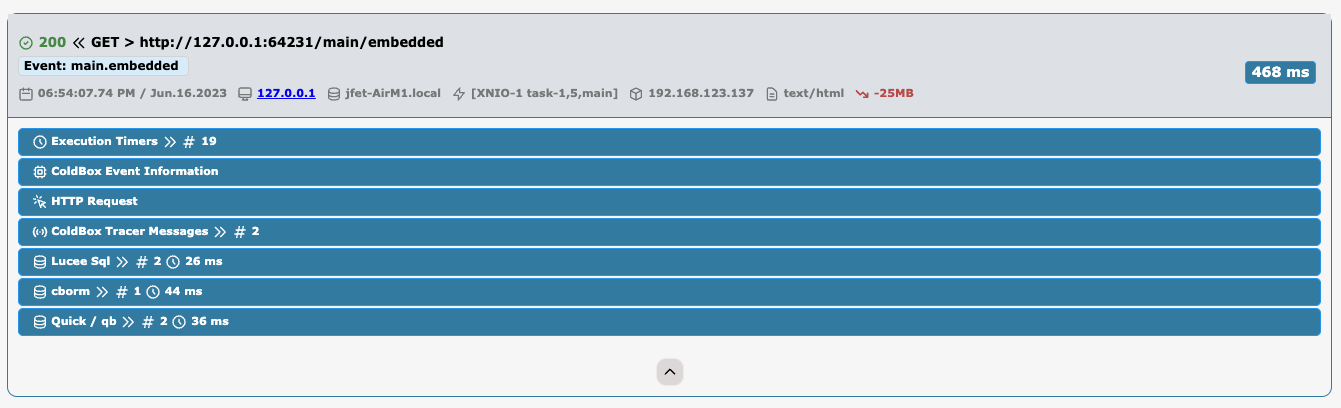 200 GET > http://127.0.0.1:64231/main/embedded
Event: main.embedded
468 ms
06:54:07.74 PM / Jun.16.2023 127.0.0.1 jfet-AirM1.local [XNIO-1 task-1,5,main] 192.168.123.137 text/html -25MB
Execution Timers # 19
ColdBox Event Information
HTTP Request
ColdBox Tracer Messages # 2
Lucee Sql # 2 26 ms
cborm # 1 44 ms
Quick / qb # 2 36 ms